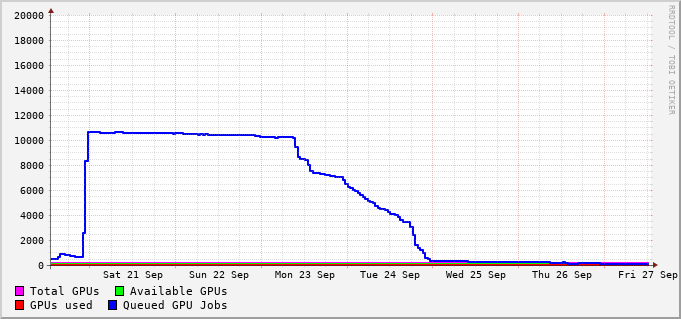 20000
18000
16000
14000
12000
10000
8000
6000
4000
2000
0
Sat 21 Sep Sun 22 Sep Mon 23 Sep Tue 24 Sep Wed 25 Sep Thu 26 Sep Fri 27 Sep
Total GPUs Available GPUs
GPUs used Queued GPU Jobs
RRDTOOL / TOBI OETIKER